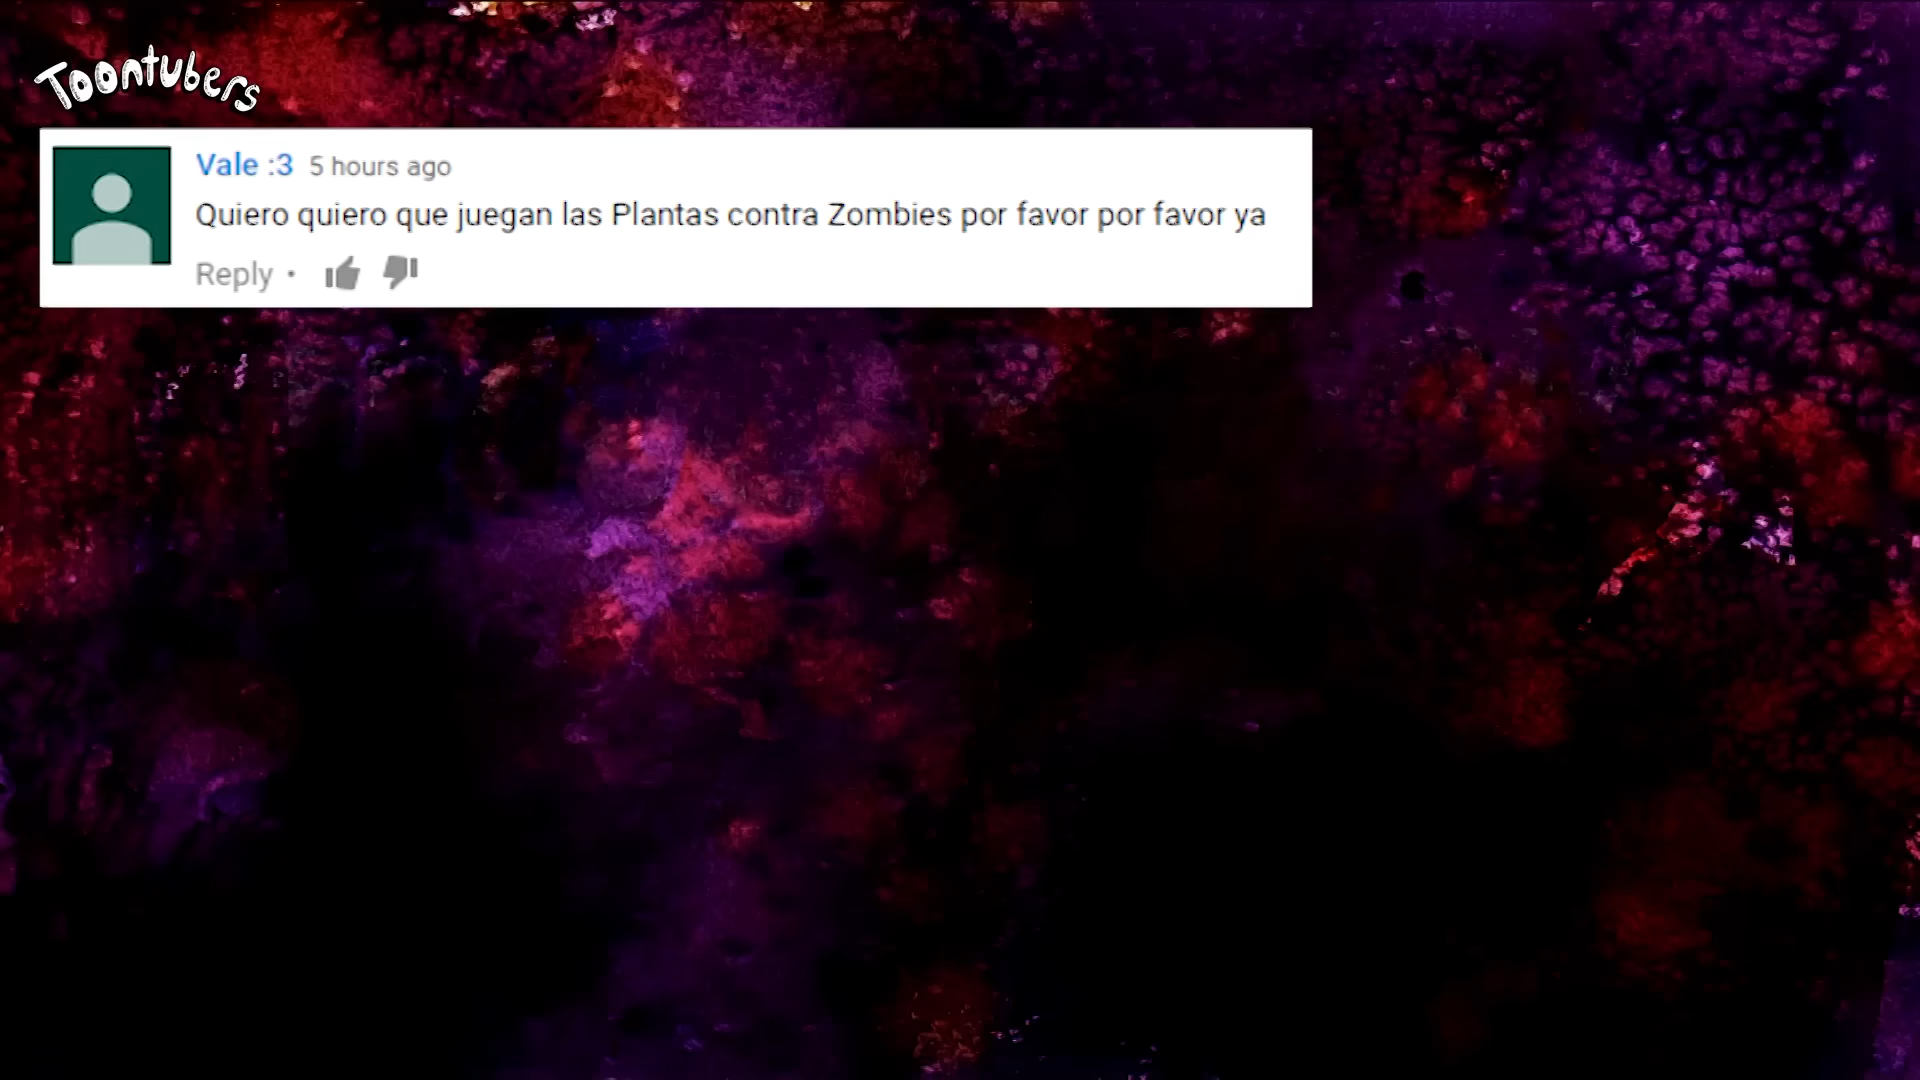 Toontubers
Vale :3 5 hours ago
Quiero quiero que juegan las Plantas contra Zombies por favor por favor ya
Reply •